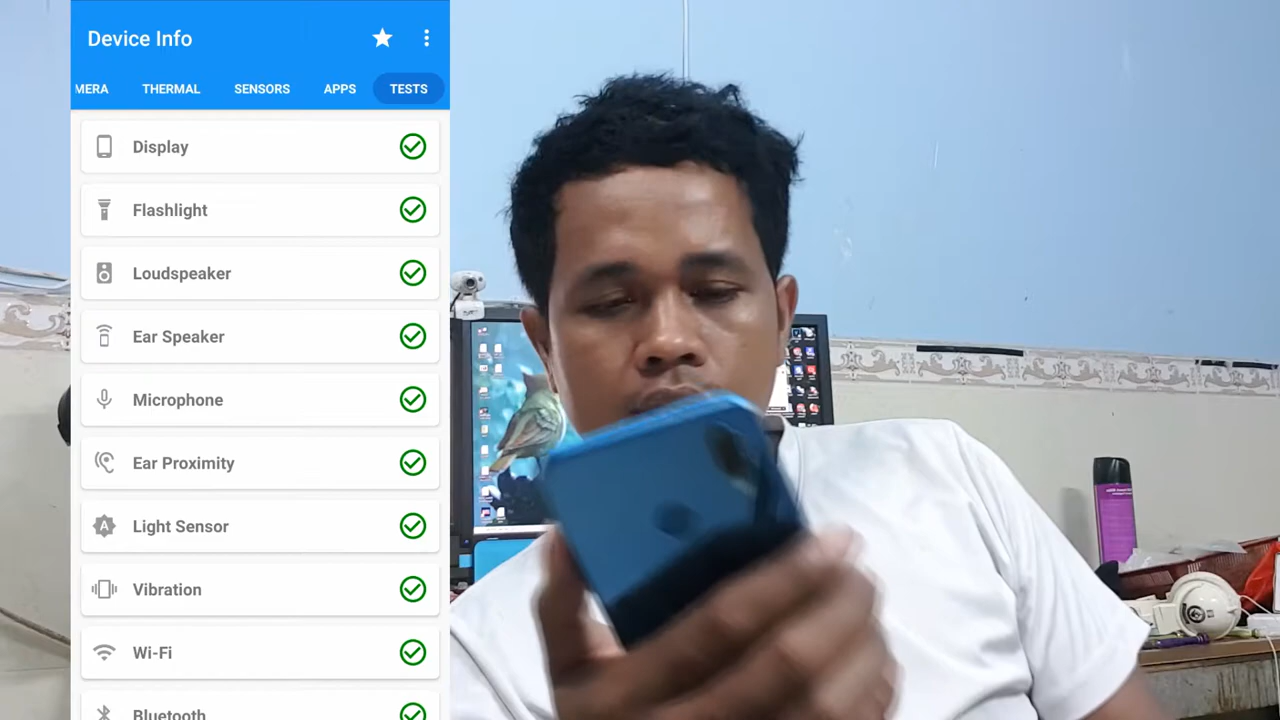 Device Info
MERA THERMAL SENSORS APPS TESTS
Display
Flashlight
Loudspeaker
Ear Speaker
Microphone
Ear Proximity
Light Sensor
Vibration
Wi-Fi
Bluetooth